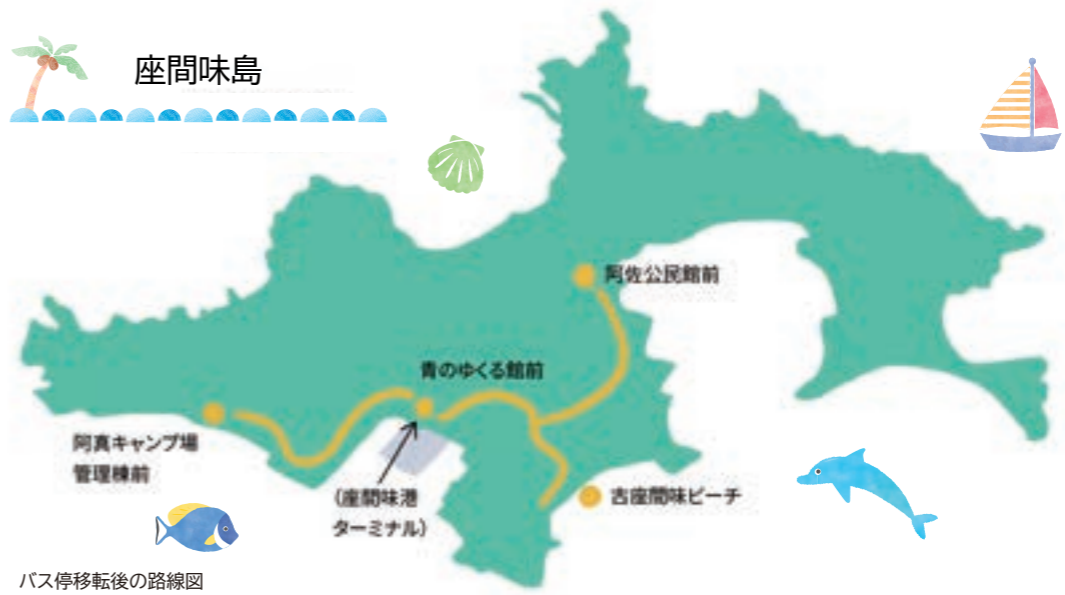 座間味島
阿佐公民館前
青のゆくる館前
阿真キャンプ場
管理棟前
(座間味港
ターミナル)
古座間味ビーチ
バス停移転後の路線図